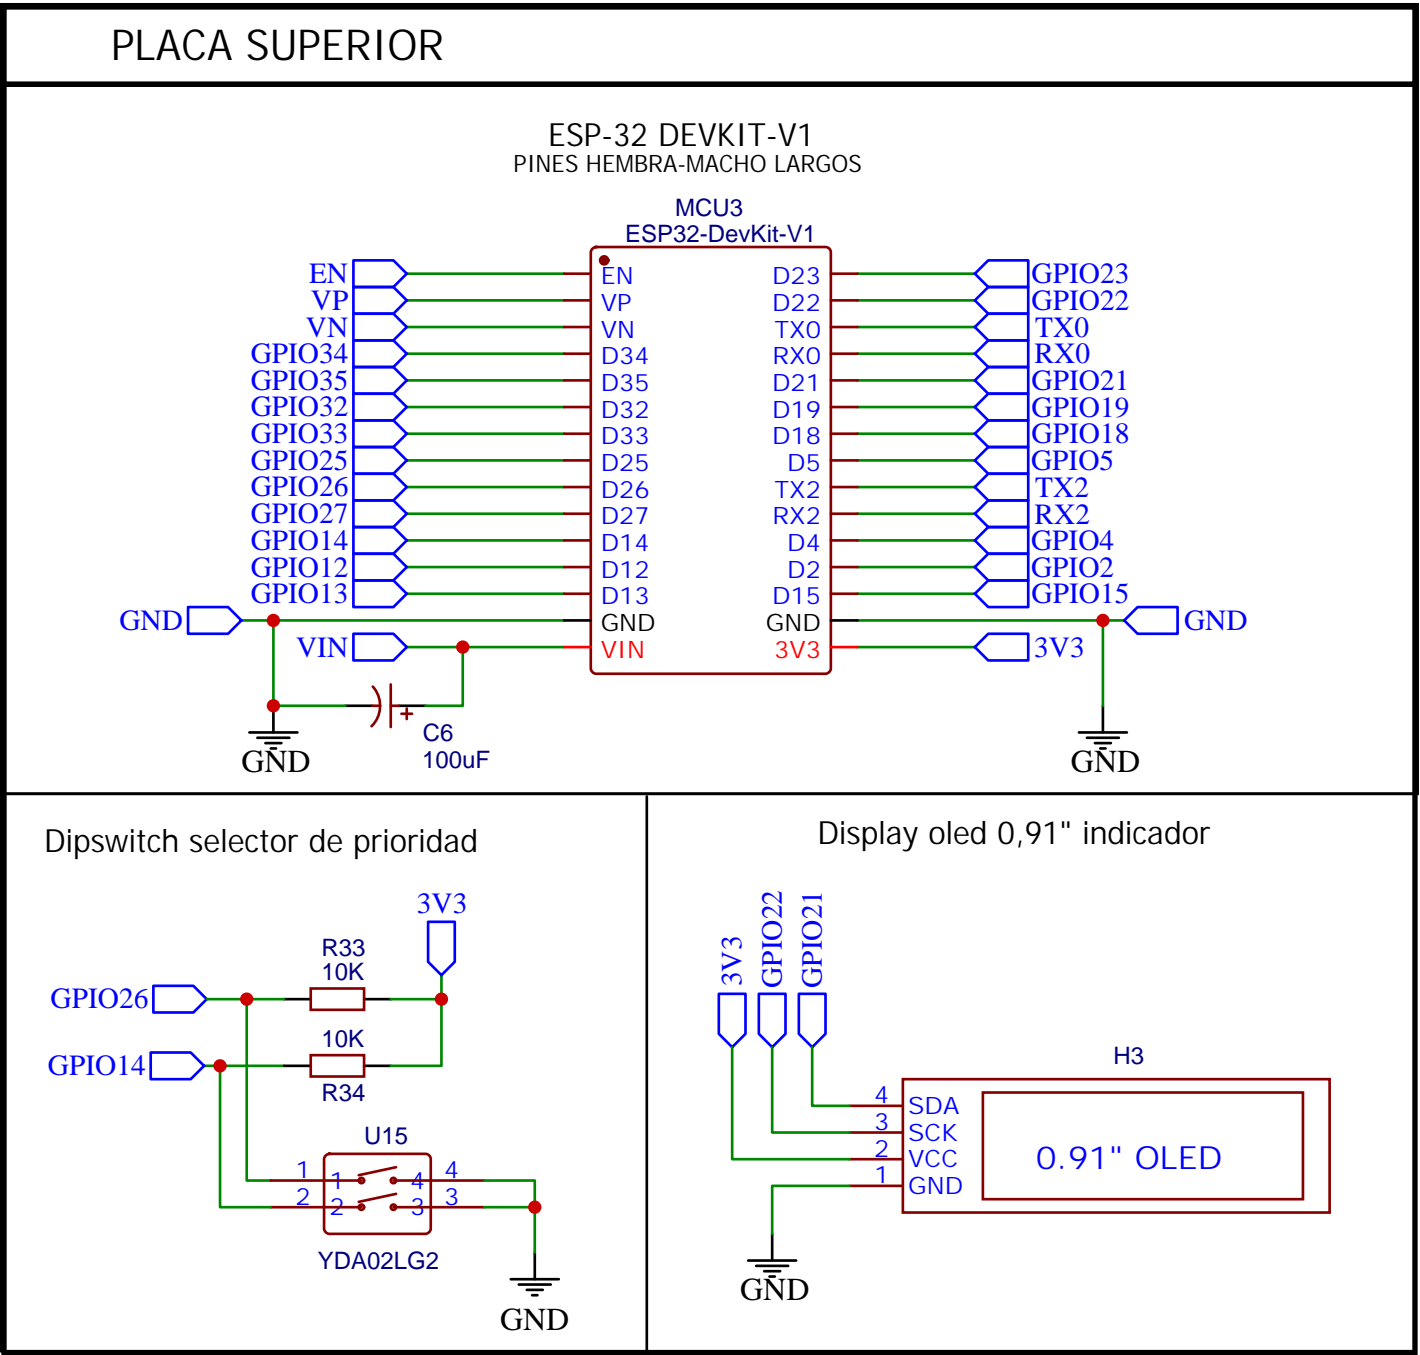 PLACA SUPERIOR
ESP-32 DEVKIT-V1
PINES HEMBRA-MACHO LARGOS
MCU3
ESP32-DevKit-V1
EN EN D23 GPIO23
VP VP D22 GPIO22
VN VN TX0 TX0
GPIO34 D34 RX0 RX0
GPIO35 D35 D21 GPIO21
GPIO32 D32 D19 GPIO19
GPIO33 D33 D18 GPIO18
GPIO25 D25 D5 GPIO5
GPIO26 D26 TX2 TX2
GPIO27 D27 RX2 RX2
GPIO14 D14 D4 GPIO4
GPIO12 D12 D2 GPIO2
GPIO13 D13 D15 GPIO15
GND GND GND GND
VIN VIN 3V3 3V3
+
C6
100uF
GND GND
Dipswitch selector de prioridad
3V3
R33
10K
GPIO26
10K
GPIO14
R34
U15
1 1 4 4
2 2 3 3
YDA02LG2
GND
Display oled 0,91" indicador
3V3
GPIO22
GPIO21
H3
4 SDA
3 SCK
2 VCC
1 GND
0.91" OLED
GND